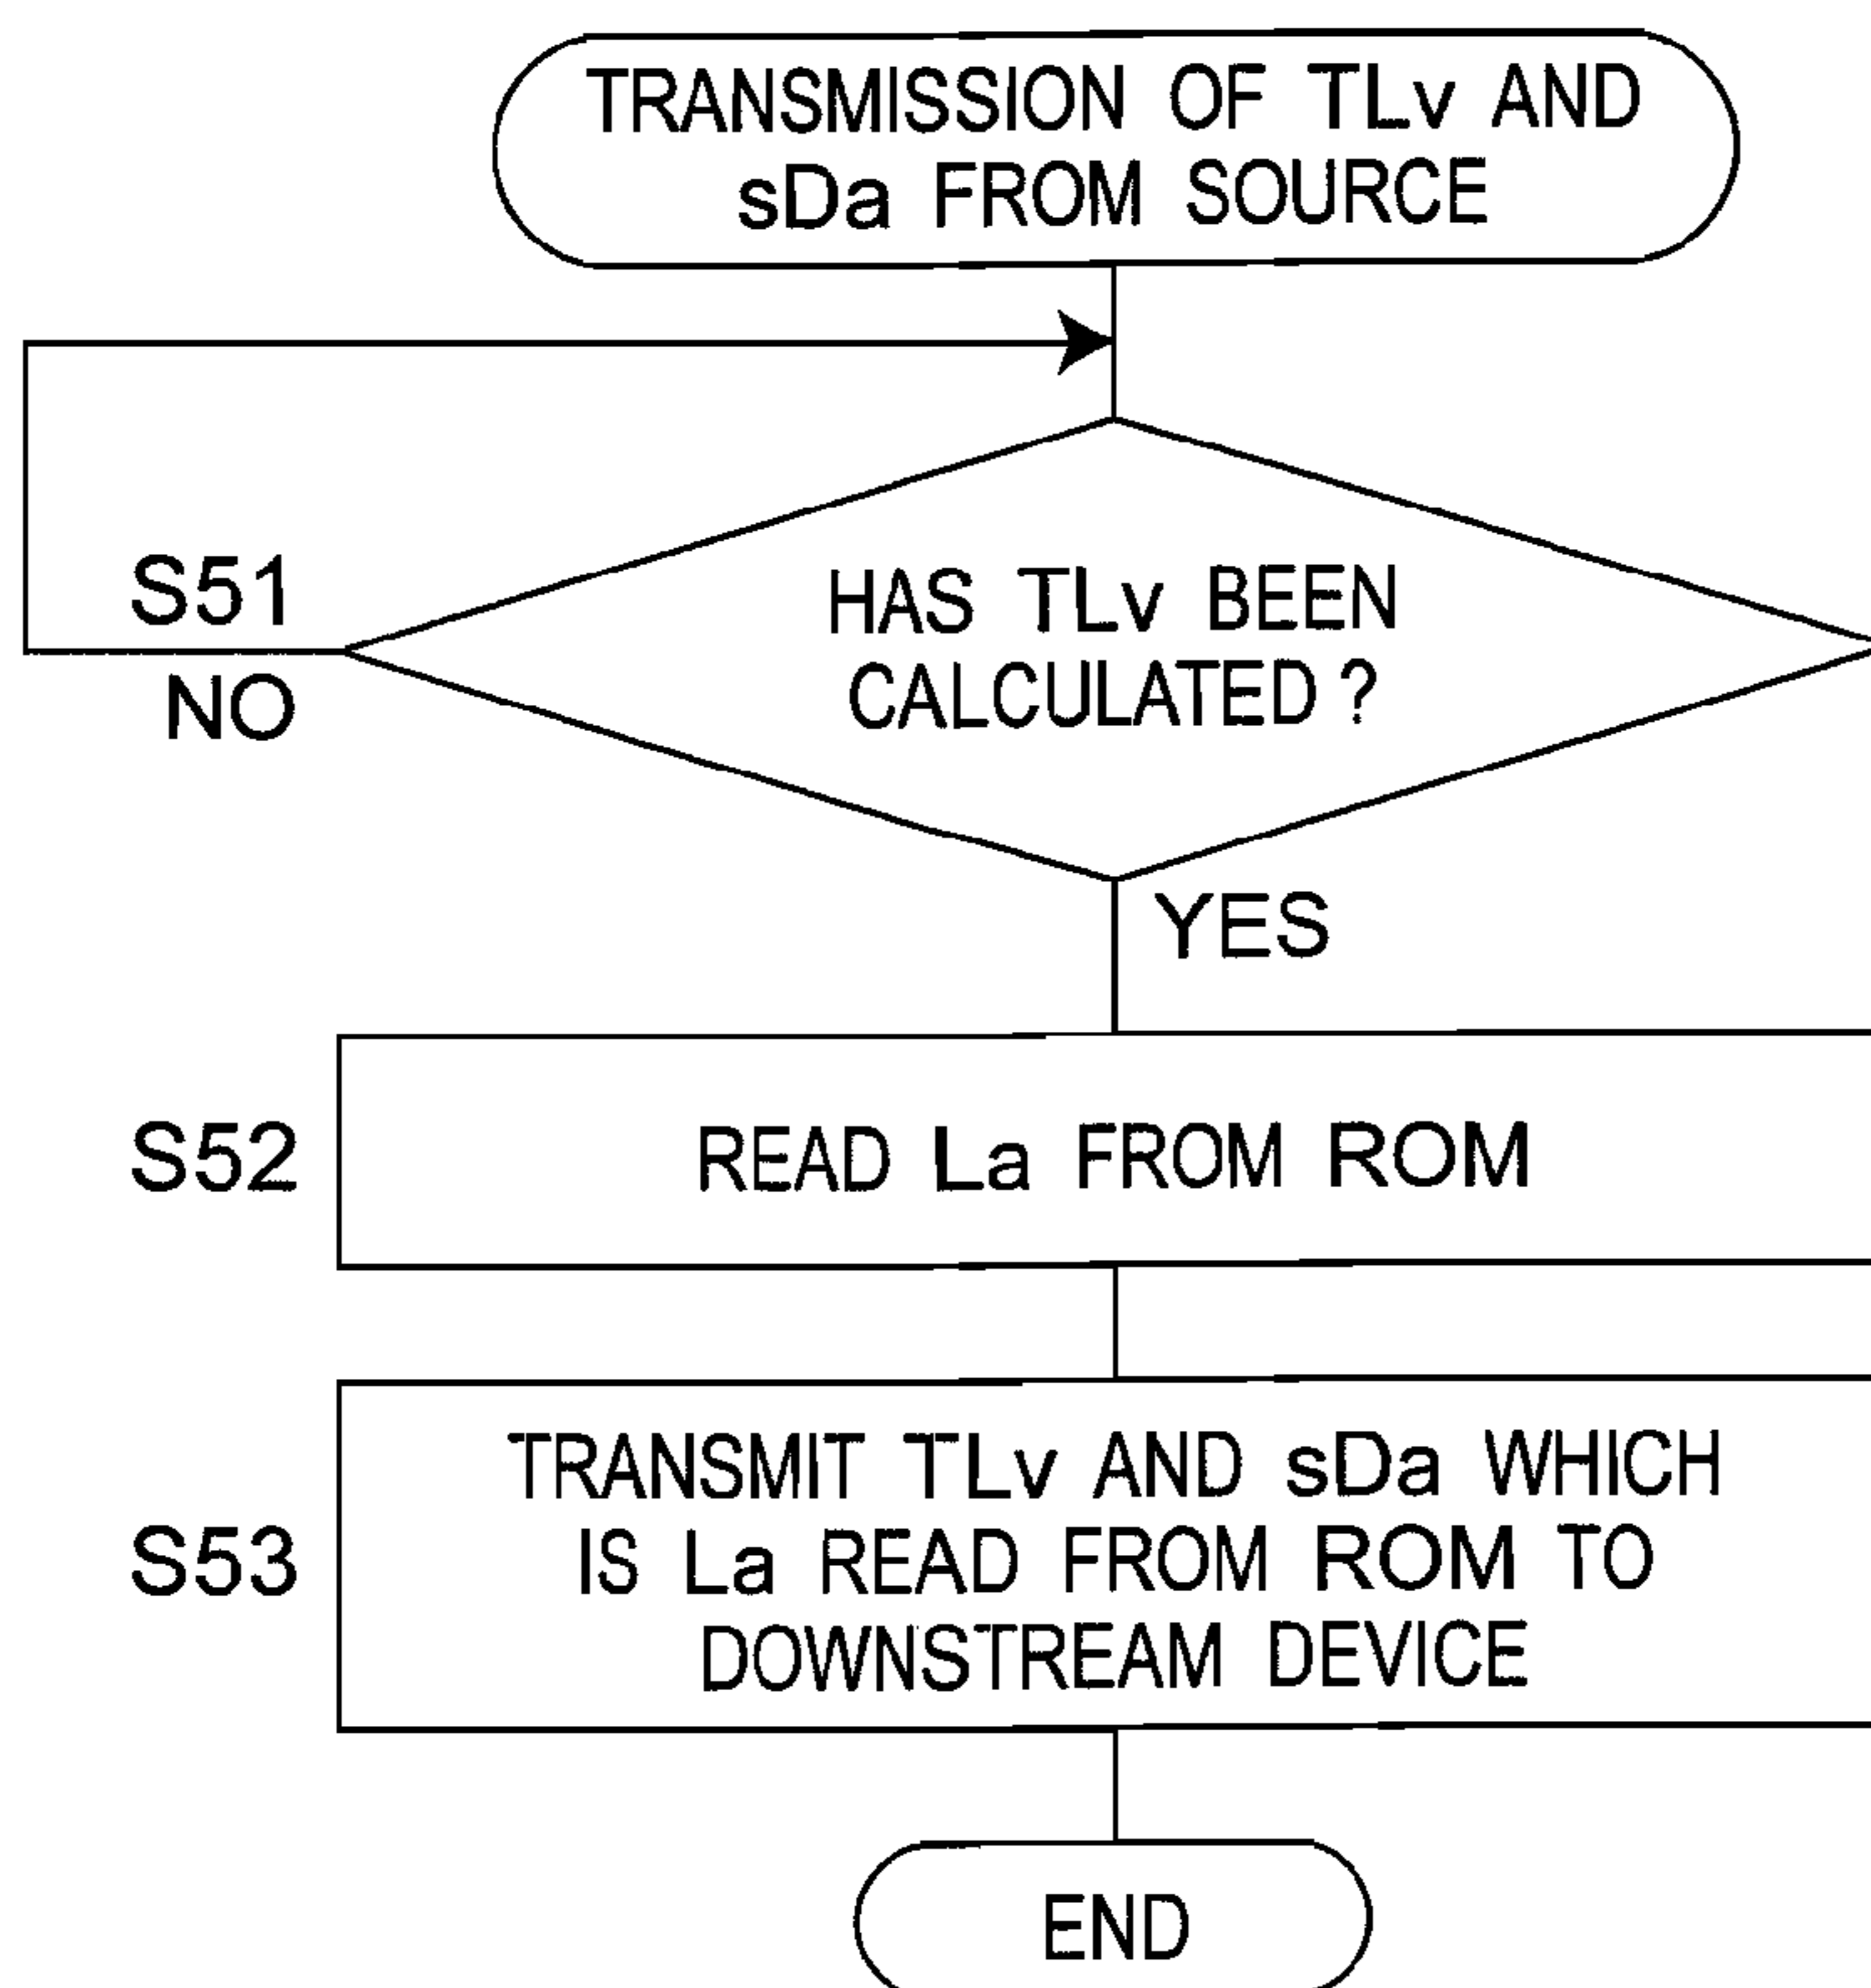 TRANSMISSION OF TLv AND
sDa FROM SOURCE
S51
HAS TLv BEEN
CALCULATED ?
NO
YES
S52
READ La FROM ROM
S53
TRANSMIT TLv AND sDa WHICH
IS La READ FROM ROM TO
DOWNSTREAM DEVICE
END